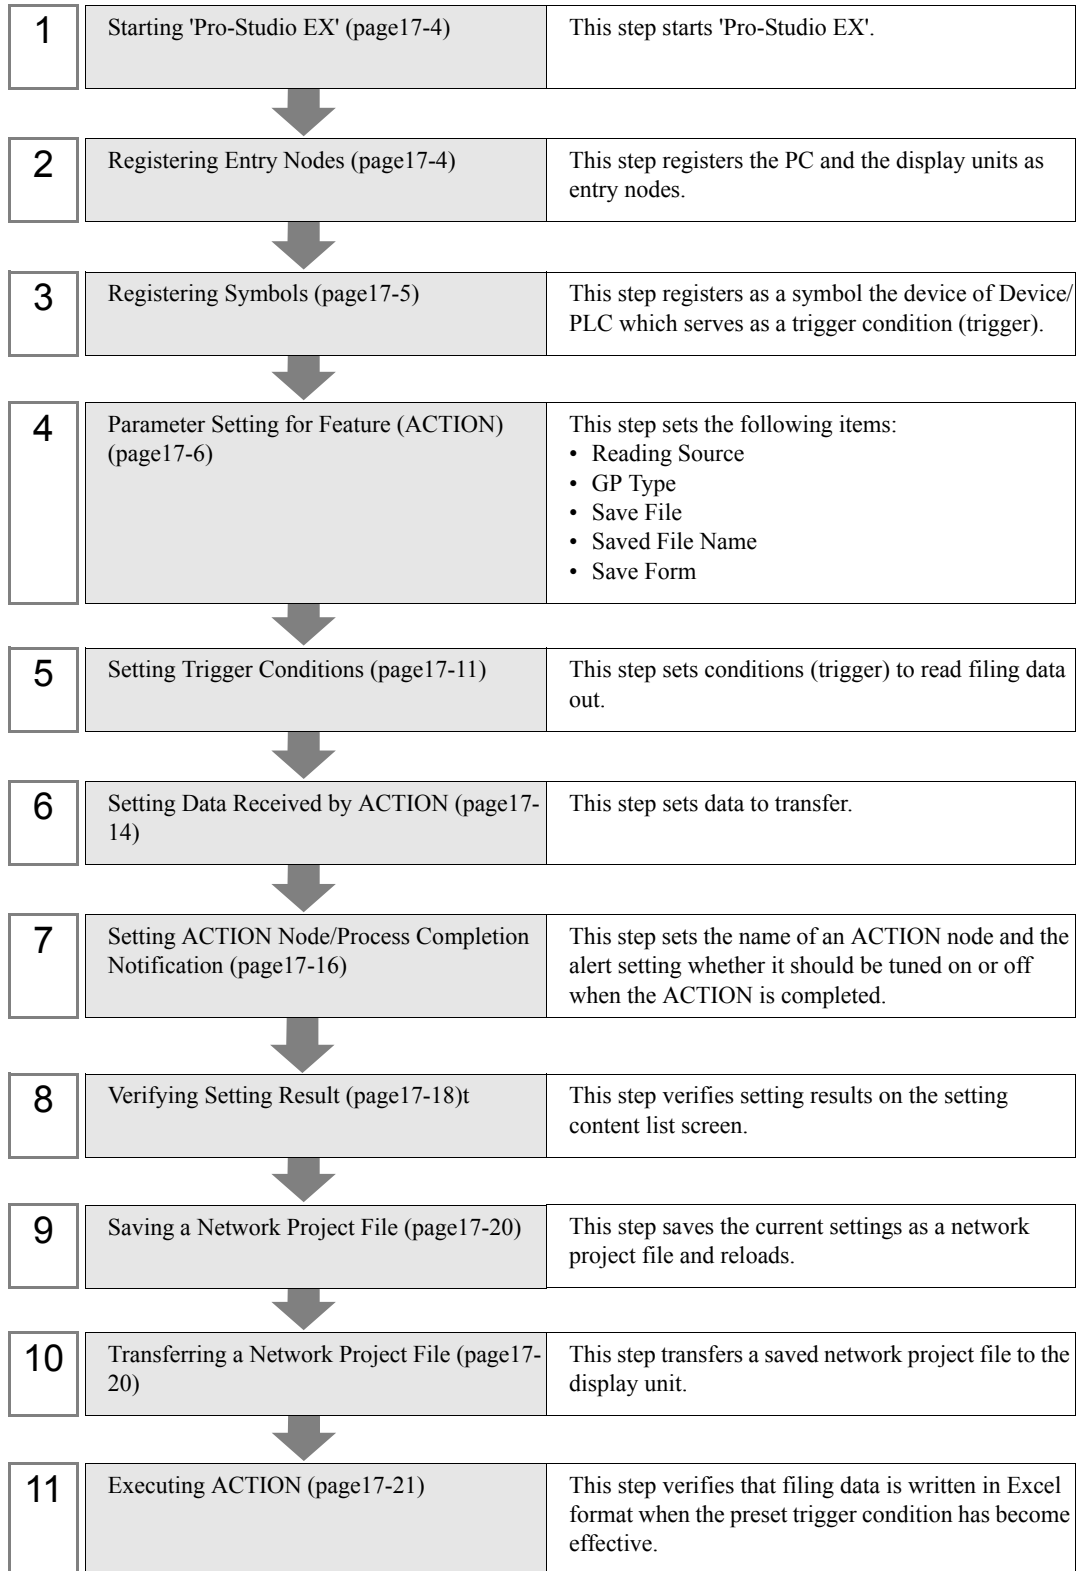 1
Starting 'Pro-Studio EX' (page17-4)
This step starts 'Pro-Studio EX'.
2
Registering Entry Nodes (page17-4)
This step registers the PC and the display units as
entry nodes.
3
Registering Symbols (page17-5)
This step registers as a symbol the device of Device/
PLC which serves as a trigger condition (trigger).
4
Parameter Setting for Feature (ACTION)
(page17-6)
This step sets the following items:
• Reading Source
• GP Type
• Save File
• Saved File Name
• Save Form
5
Setting Trigger Conditions (page17-11)
This step sets conditions (trigger) to read filing data
out.
6
Setting Data Received by ACTION (page17-
14)
This step sets data to transfer.
7
Setting ACTION Node/Process Completion
Notification (page17-16)
This step sets the name of an ACTION node and the
alert setting whether it should be tuned on or off
when the ACTION is completed.
8
Verifying Setting Result (page17-18)t
This step verifies setting results on the setting
content list screen.
9
Saving a Network Project File (page17-20)
This step saves the current settings as a network
project file and reloads.
10
Transferring a Network Project File (page17-
20)
This step transfers a saved network project file to the
display unit.
11
Executing ACTION (page17-21)
This step verifies that filing data is written in Excel
format when the preset trigger condition has become
effective.